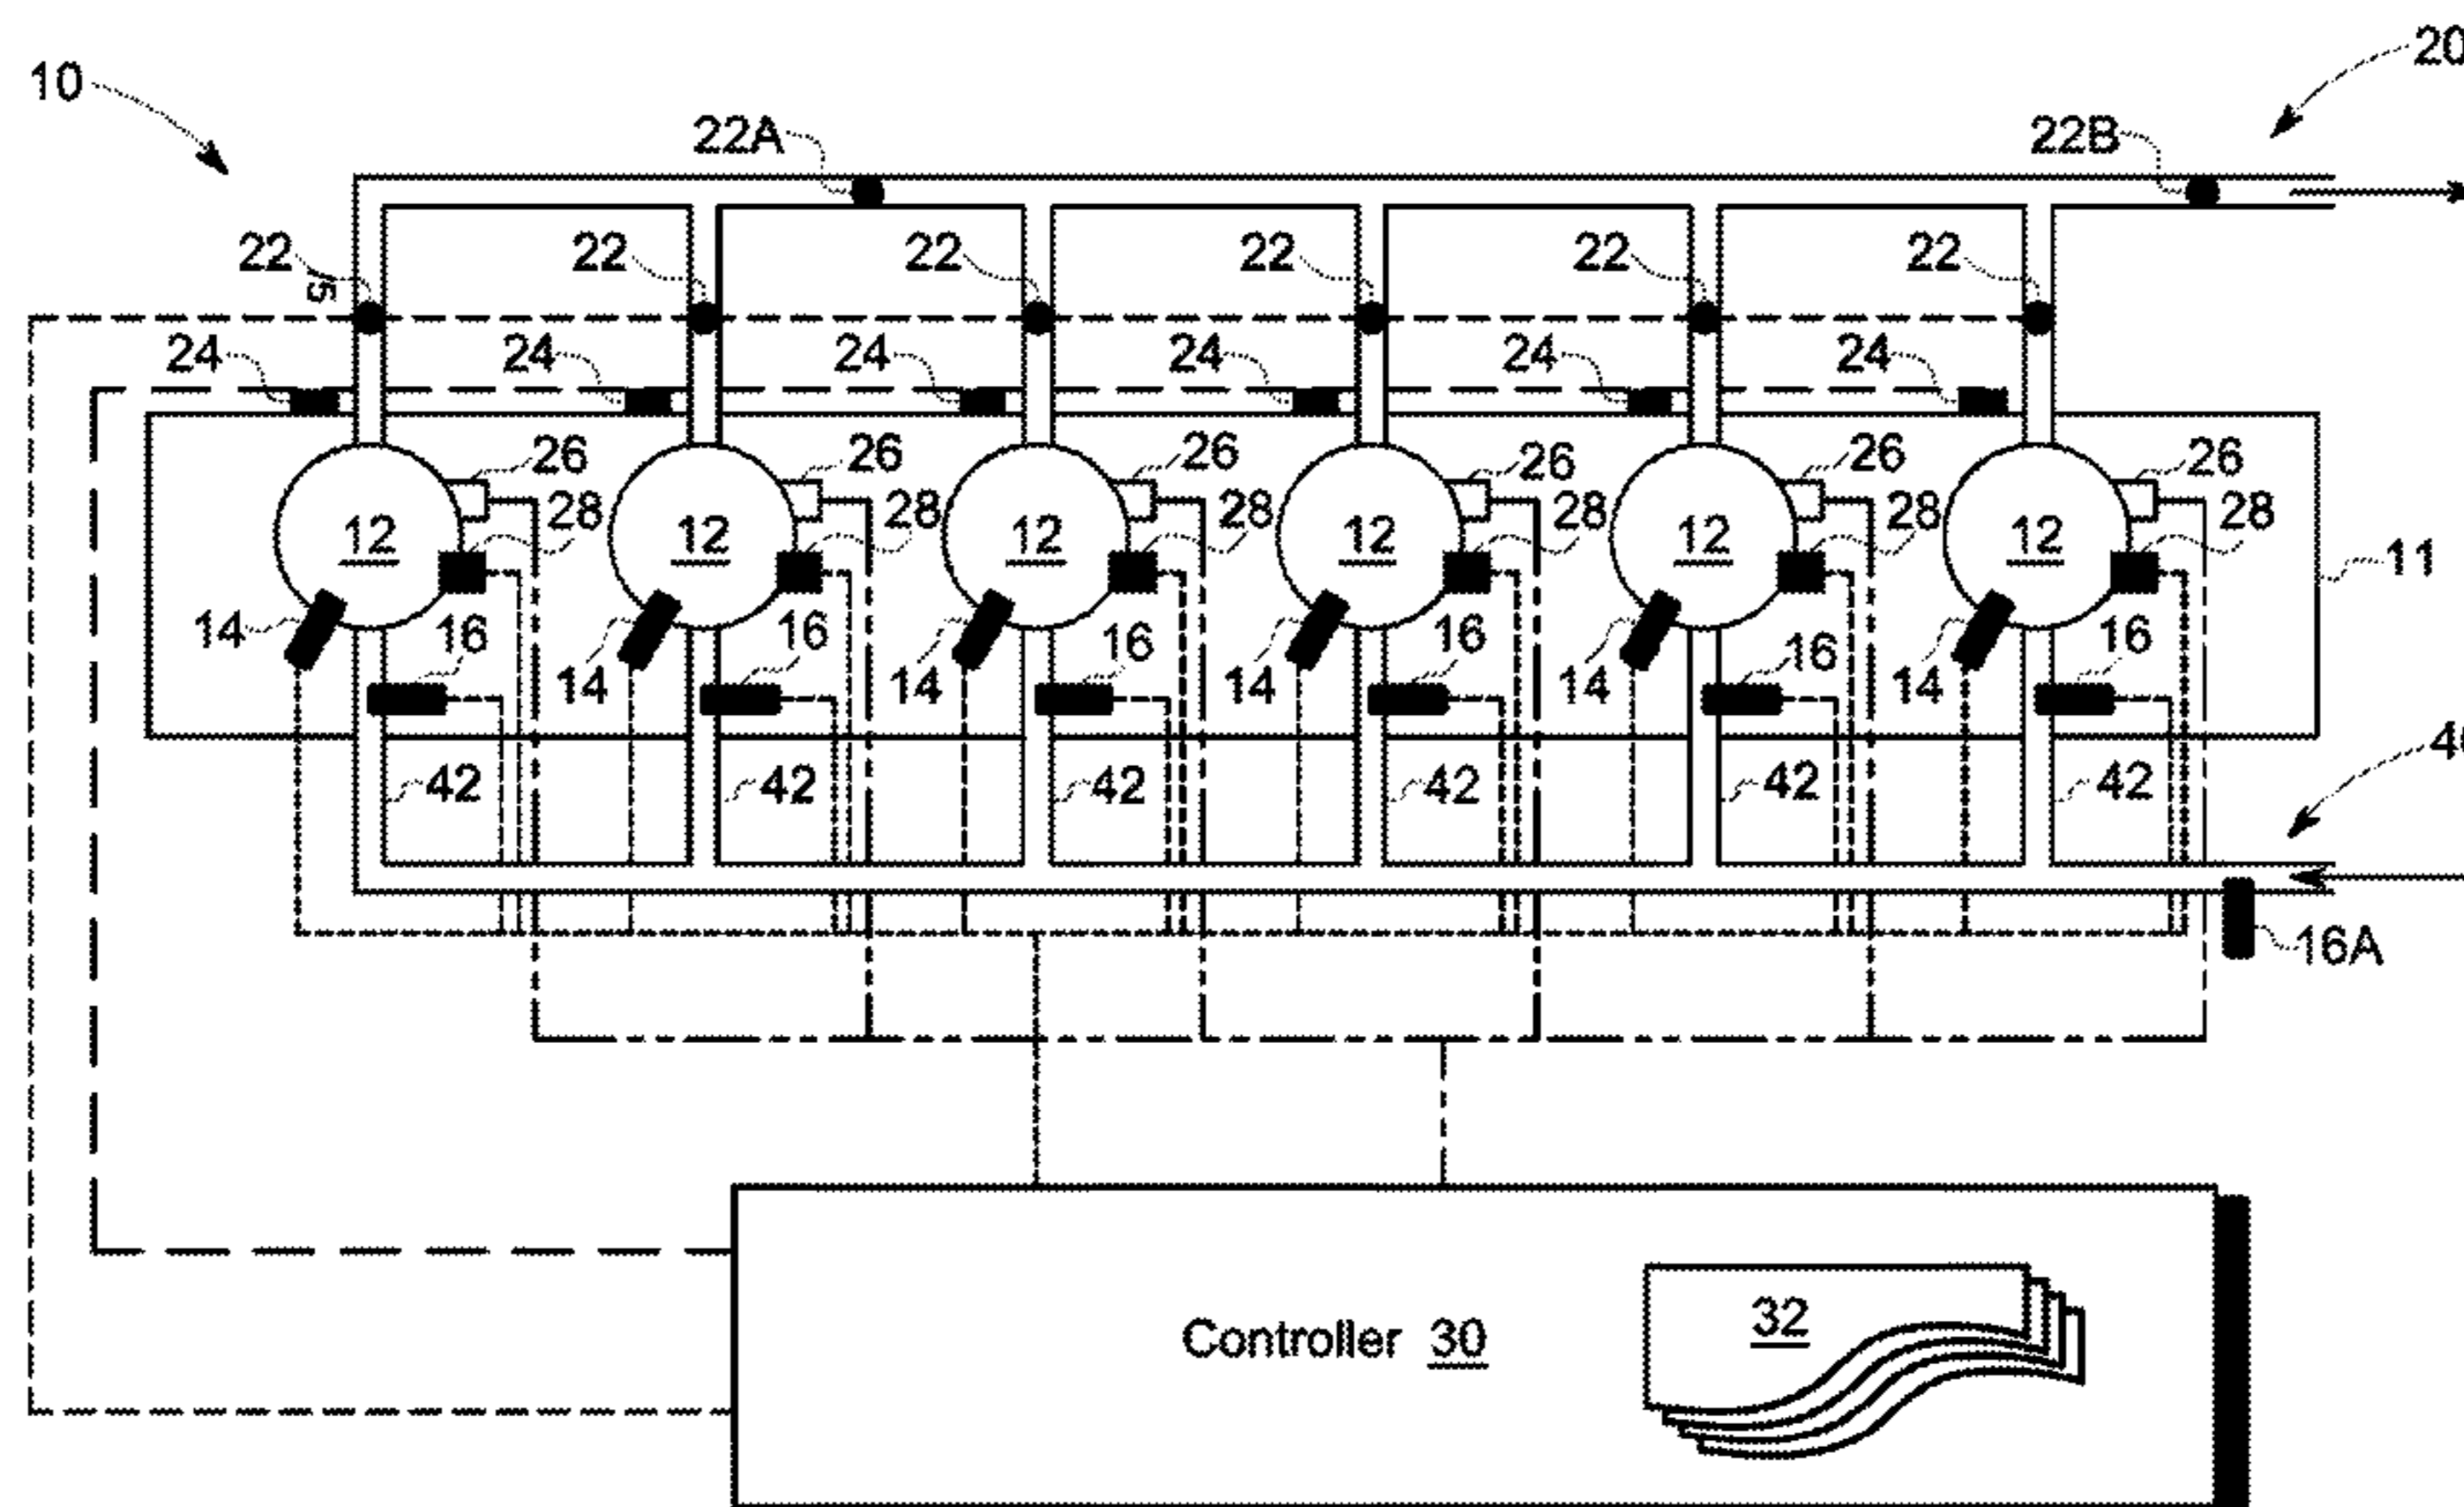 10
20
22A
22B
22 22 22 22 22 22
24 24 24 24 24 24
26 26 26 26 26 26
28 28 28 28 28 28
12 12 12 12 12 12
11
14 16 16 16 16 16 16
14 14 14 14 14
42 42 42 42 42 42
16A
32
Controller 30